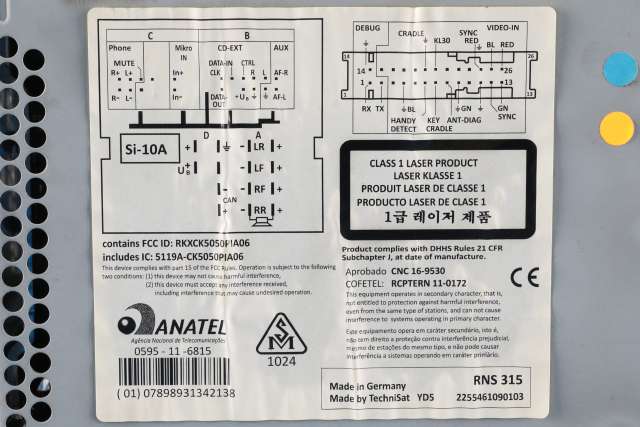 C
B
Phone
Mikro
IN
CD-EXT
AUX
MUTE
DATA-IN
CTRL
CLK
R+ L+
In+
R L
AF-R
R- L-
In-
DATA-
OUT
+UB
AF-L
Si-10A
D
A
+
- LR +
+
UB
- LF +
- RF +
CAN
- RR +
DEBUG
CRADLE
SYNC
VIDEO-IN
KL30
RED
BL RED
14
26
1
13
14
26
1
13
RX TX
BL
GN
GN
HANDY
DETECT
KEY
CRADLE
ANT-DIAG
SYNC
CLASS 1 LASER PRODUCT
LASER KLASSE 1
PRODUIT LASER DE CLASSE 1
PRODUCTO LASER DE CLASE 1
1급 레이저 제품
contains FCC ID: RKXCK5050PJA06
includes IC: 5119A-CK5050PJA06
This device complies with part 15 of the FCC Rules. Operation is subject to the following
two conditions: (1) this device may not cause harmful interference,
(2) this device must accept any interference received,
including interference that may cause undesired operation.
Product complies with DHHS Rules 21 CFR
Subchapter J, at date of manufacture.
Aprobado CNC 16-9530
COFETEL: RCPTERN 11-0172
CE
This equipment operates in secondary character, that is,
not entitled to protection against harmful interference,
even from the same type of stations, and can not cause
interference to systems operating in primary character.
Este equipamento opera em caráter secundário, isto é,
não tem direito a proteção contra interferência prejudicial,
mesmo de estações do mesmo tipo, e não pode causar
interferência a sistemas operando em caráter primário.
ANATEL
Agência Nacional de Telecomunicações
0595 - 11 -6815
(01) 07898931342138
1024
Made in Germany
RNS 315
Made by TechniSat YD5
2255461090103